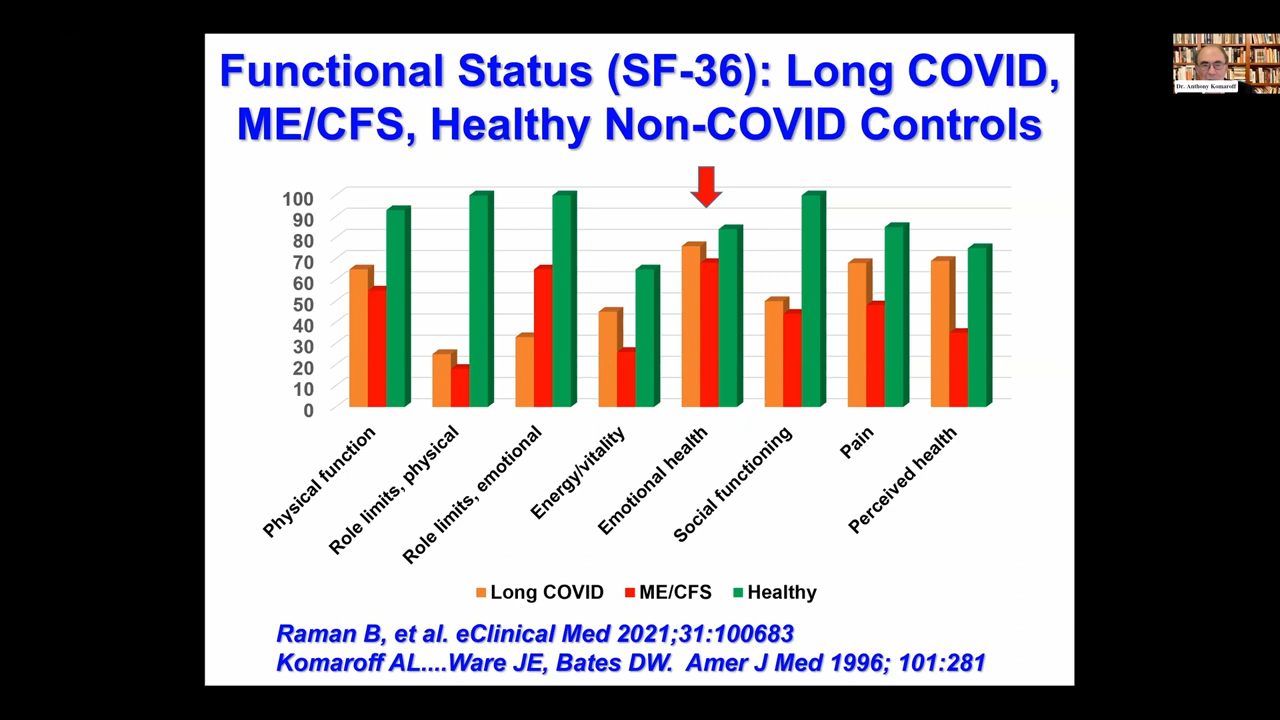 Functional Status (SF-36): Long COVID,
ME/CFS, Healthy Non-COVID Controls
Dr. Anthony Komaroff
100
90
80
70
60
50
40
30
20
10
0
Physical function
Role limits, physical
Role limits, emotional
Energy/vitality
Emotional health
Social functioning
Pain
Perceived health
Long COVID ME/CFS Healthy
Raman B, et al. eClinical Med 2021;31:100683
Komaroff AL....Ware JE, Bates DW. Amer J Med 1996; 101:281